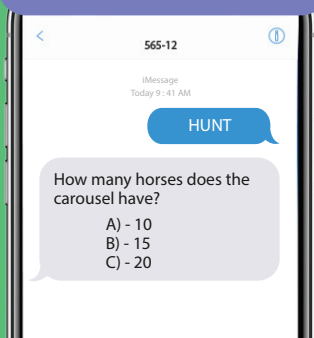 565-12
iMessage
Today 9 : 41 AM
HUNT
How many horses does the
carousel have?
A) - 10
B) - 15
C) - 20